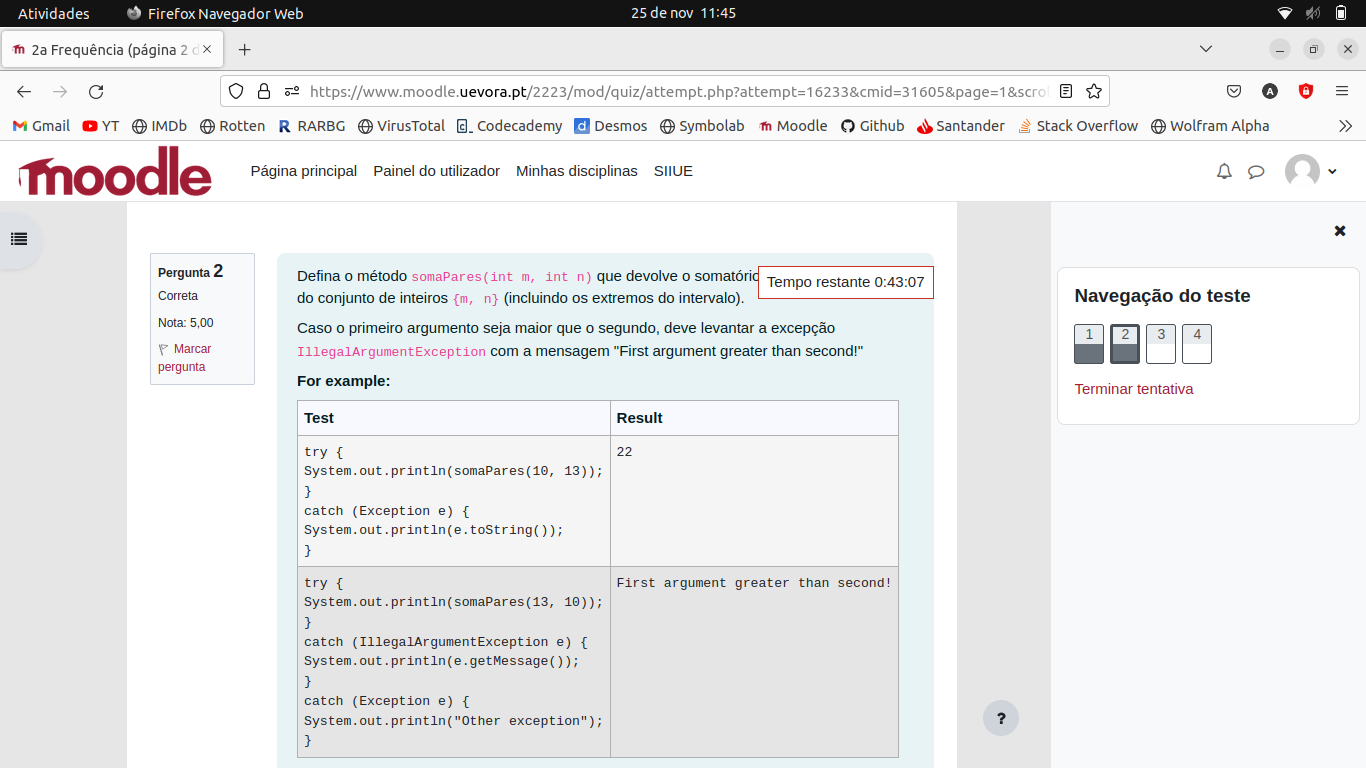 Atividades
Firefox Navegador Web
25 de nov 11:45
2a Frequência (página 2 d
https://www.moodle.uevora.pt/2223/mod/quiz/attempt.php?attempt=16233&cmid=31605&page=1&scrol
Gmail YT IMDb Rotten RARBG VirusTotal Codecademy Desmos Symbolab Moodle Github Santander Stack Overflow Wolfram Alpha
moodle
Página principal Painel do utilizador Minhas disciplinas SIIUE
Pergunta 2
Correta
Nota: 5,00
Marcar
pergunta
Defina o método somaPares(int m, int n) que devolve o somatório
do conjunto de inteiros {m, n} (incluindo os extremos do intervalo).
Tempo restante 0:43:07
Caso o primeiro argumento seja maior que o segundo, deve levantar a excepção
IllegalArgumentException com a mensagem "First argument greater than second!"
For example:
Test Result
try {
System.out.println(somaPares(10, 13));
}
catch (Exception e) {
System.out.println(e.toString());
}
22
try {
System.out.println(somaPares(13, 10));
}
catch (IllegalArgumentException e) {
System.out.println(e.getMessage());
}
catch (Exception e) {
System.out.println("Other exception");
}
First argument greater than second!
Navegação do teste
1 2 3 4
Terminar tentativa
?